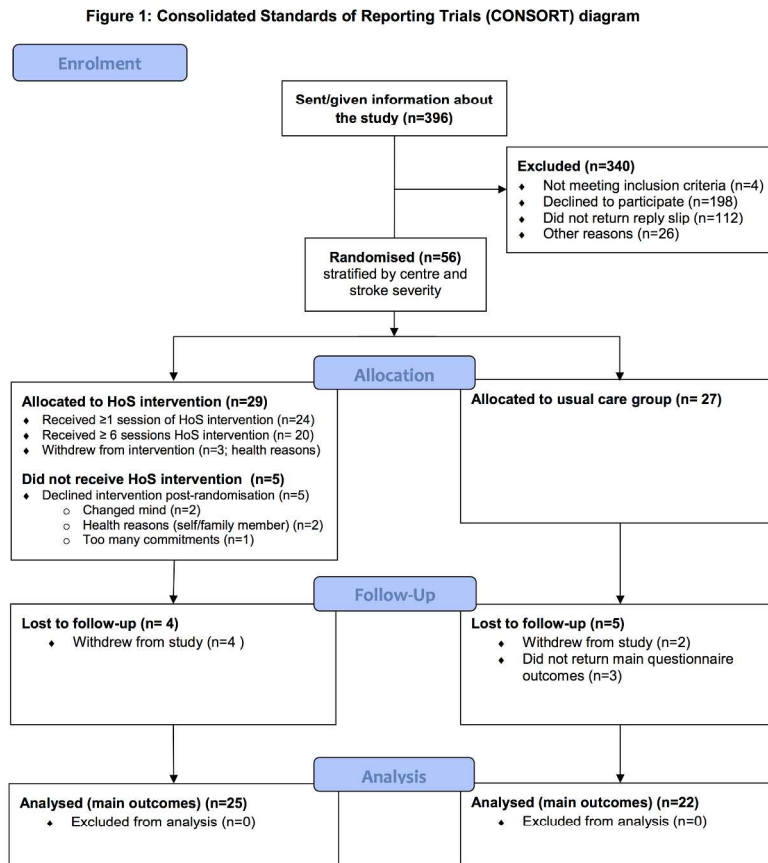 Figure 1: Consolidated Standards of Reporting Trials (CONSORT) diagram
Enrolment
Sent/given information about
the study (n=396)
Excluded (n=340)
♦ Not meeting inclusion criteria (n=4)
♦ Declined to participate (n=198)
♦ Did not return reply slip (n=112)
♦ Other reasons (n=26)
Randomised (n=56)
stratified by centre and
stroke severity
Allocation
Allocated to HoS intervention (n=29)
♦ Received ≥1 session of HoS intervention (n=24)
♦ Received ≥ 6 sessions HoS intervention (n= 20)
♦ Withdrew from intervention (n=3; health reasons)
Did not receive HoS intervention (n=5)
♦ Declined intervention post-randomisation (n=5)
o Changed mind (n=2)
o Health reasons (self/family member) (n=2)
o Too many commitments (n=1)
Allocated to usual care group (n= 27)
Follow-Up
Lost to follow-up (n= 4)
♦ Withdrew from study (n=4 )
Lost to follow-up (n=5)
♦ Withdrew from study (n=2)
♦ Did not return main questionnaire
outcomes (n=3)
Analysis
Analysed (main outcomes) (n=25)
♦ Excluded from analysis (n=0)
Analysed (main outcomes) (n=22)
♦ Excluded from analysis (n=0)